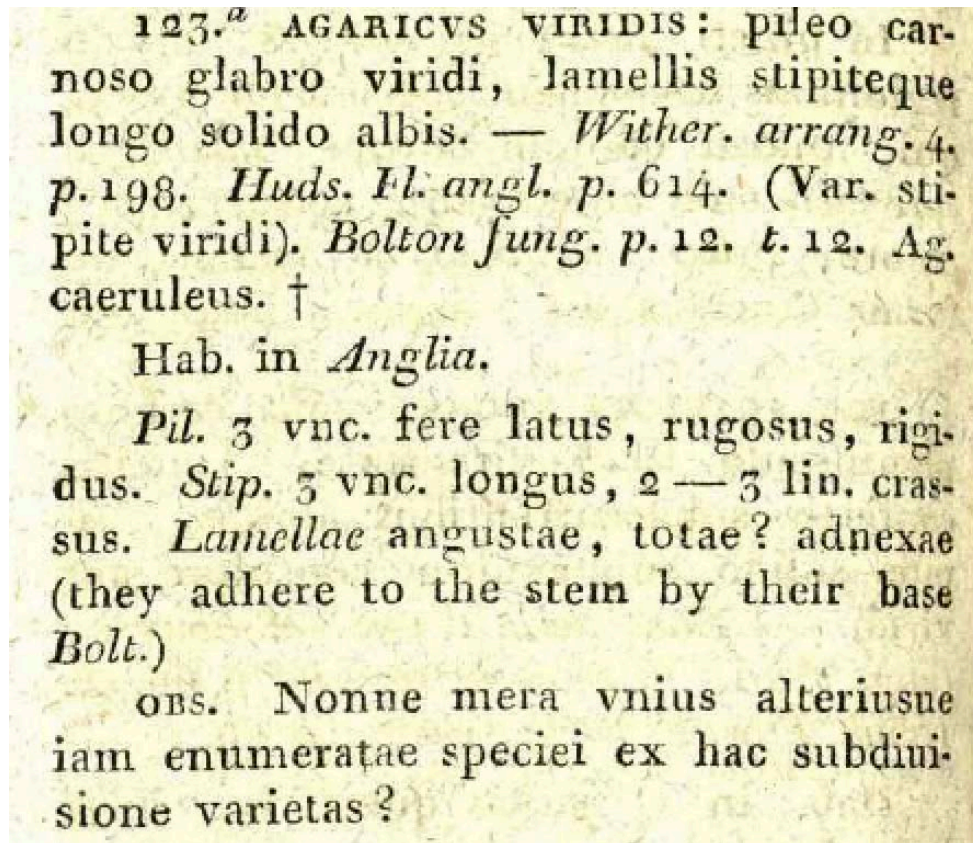 123.a AGARICVS VIRIDIS: pileo car-
noso glabro viridi, lamellis stipiteque
longo solido albis. — Wither. arrang. 4.
p. 198. Huds. Fl. angl. p. 614. (Var. sti-
pite viridi). Bolton fung. p. 12. t. 12. Ag.
caeruleus. †
Hab. in Anglia.
Pil. 3 vnc. fere latus, rugosus, rigi-
dus. Stip. 3 vnc. longus, 2 — 3 lin. cras-
sus. Lamellae angustae, totae? adnexae
(they adhere to the stem by their base
Bolt.)
OBS. Nonne mera vnius alteriusue
iam enumeratae speciei ex hac subdiui-
sione varietas?